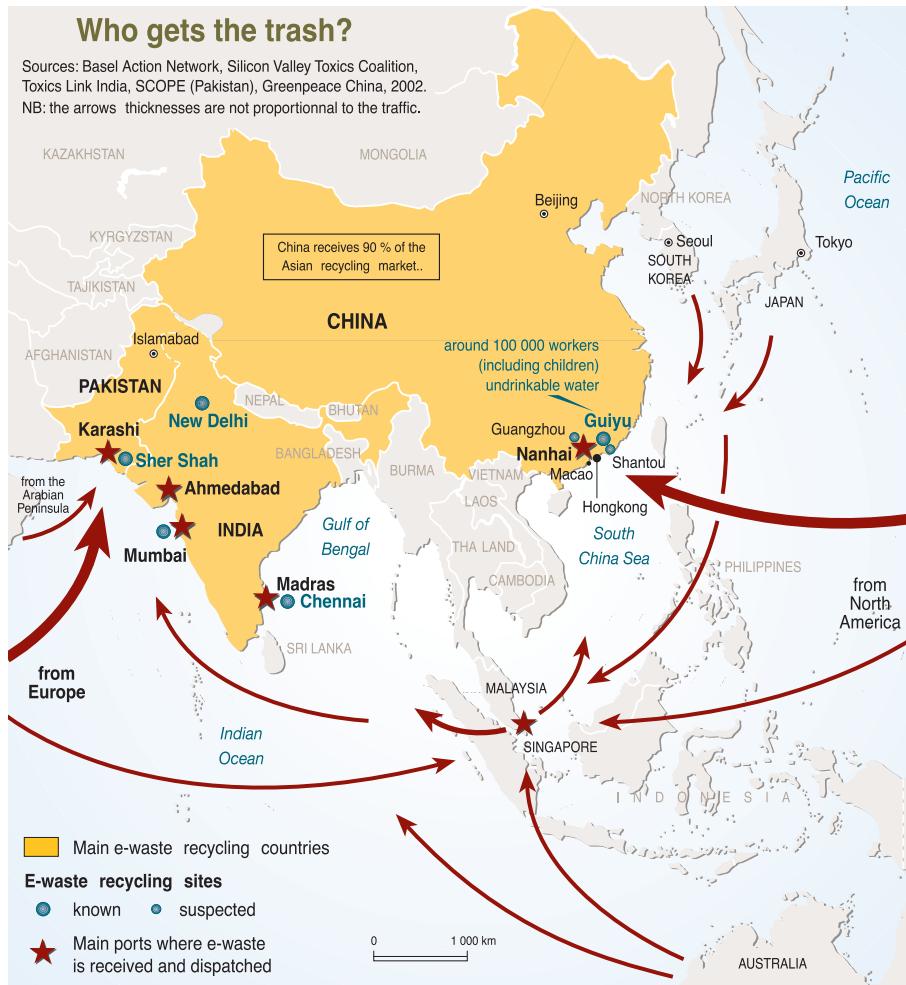 Who gets the trash?
Sources: Basel Action Network, Silicon Valley Toxics Coalition,
Toxics Link India, SCOPE (Pakistan), Greenpeace China, 2002.
NB: the arrows thicknesses are not proportionnal to the traffic.
KAZAKHSTAN
MONGOLIA
Pacific
Ocean
NORTH KOREA
Beijing
KYRGYZSTAN
Seoul
Tokyo
China receives 90 % of the
Asian recycling market..
SOUTH
KOREA
TAJIKISTAN
JAPAN
CHINA
Islamabad
around 100 000 workers
(including children)
undrinkable water
AFGHANISTAN
PAKISTAN
NEPAL
BHUTAN
New Delhi
Guiyu
Karashi
Guangzhou
BANGLADESH
Nanhai
Sher Shah
Shantou
BURMA
VIETNAM
Macao
from the
Arabian
Peninsula
Ahmedabad
LAOS
Hongkong
INDIA
Gulf of
Bengal
South
China Sea
Mumbai
THA LAND
PHILIPPINES
CAMBODIA
Madras
Chennai
from
North
America
SRI LANKA
from
Europe
MALAYSIA
Indian
Ocean
SINGAPORE
INDONESIA
Main e-waste recycling countries
E-waste recycling sites
known
suspected
Main ports where e-waste
is received and dispatched
0
1 000 km
AUSTRALIA